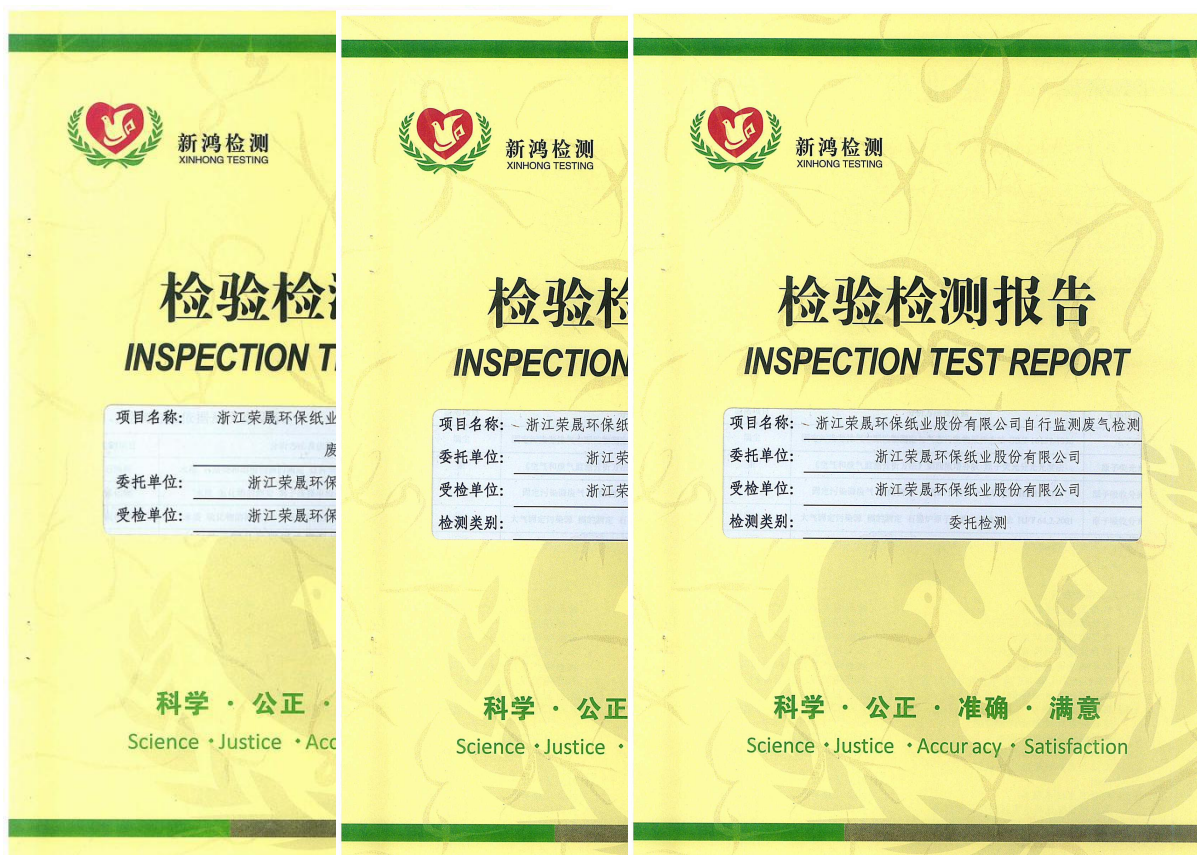 新鸿检测
XINHONG TESTING
检验检
INSPECTION T
项目名称: 浙江荣晟环保纸业
废
委托单位: 浙江荣晟环保
受检单位: 浙江荣晟环保
科学 · 公正 ·
Science · Justice · Acc
新鸿检测
XINHONG TESTING
检验检
INSPECTION
项目名称: 浙江荣晟环保纸
委托单位: 浙江荣
受检单位: 浙江荣
检测类别:
科学 · 公正
Science · Justice ·
新鸿检测
XINHONG TESTING
检验检测报告
INSPECTION TEST REPORT
项目名称: 浙江荣晟环保纸业股份有限公司自行监测废气检测
委托单位: 浙江荣晟环保纸业股份有限公司
受检单位: 浙江荣晟环保纸业股份有限公司
检测类别: 委托检测
科学 · 公正 · 准确 · 满意
Science · Justice · Accur acy · Satisfaction